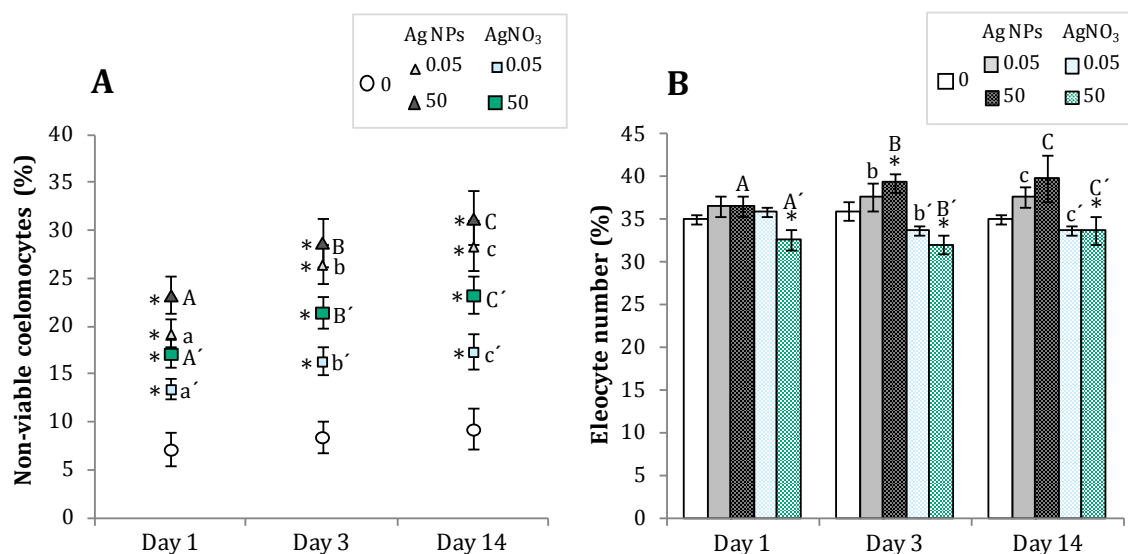 Ag NPs AgNO₃
0 0.05 0.05
50 50
A
Non-viable coelomocytes (%)
40
35
30
25
20
15
10
5
0
* A
* a
* A´
* a´
* B
* b
* B´
* b´
* C
* c
* C´
* c´
Day 1 Day 3 Day 14
Ag NPs AgNO₃
0 0.05 0.05
50 50
B
Eleocyte number (%)
45
40
35
30
25
20
15
10
5
0
A
A´
*
b
B
*
b´
B´
*
c
C
c´
C´
*
Day 1 Day 3 Day 14